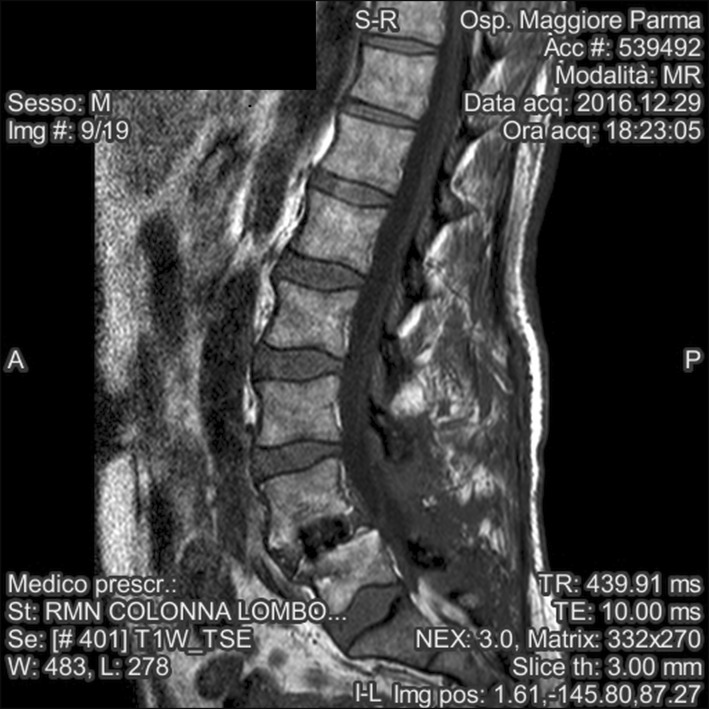 S-R
Osp. Maggiore Parma
Acc #: 539492
Modalità: MR
Data acq: 2016.12.29
Ora acq: 18:23:05
Sesso: M
Img #: 9/19
A
P
Medico prescr.:
St: RMN COLONNA LOMBO...
Se: [# 401] T1W_TSE
W: 483, L: 278
TR: 439.91 ms
TE: 10.00 ms
NEX: 3.0, Matrix: 332x270
Slice th: 3.00 mm
I-L
Img pos: 1.61,-145.80,87.27